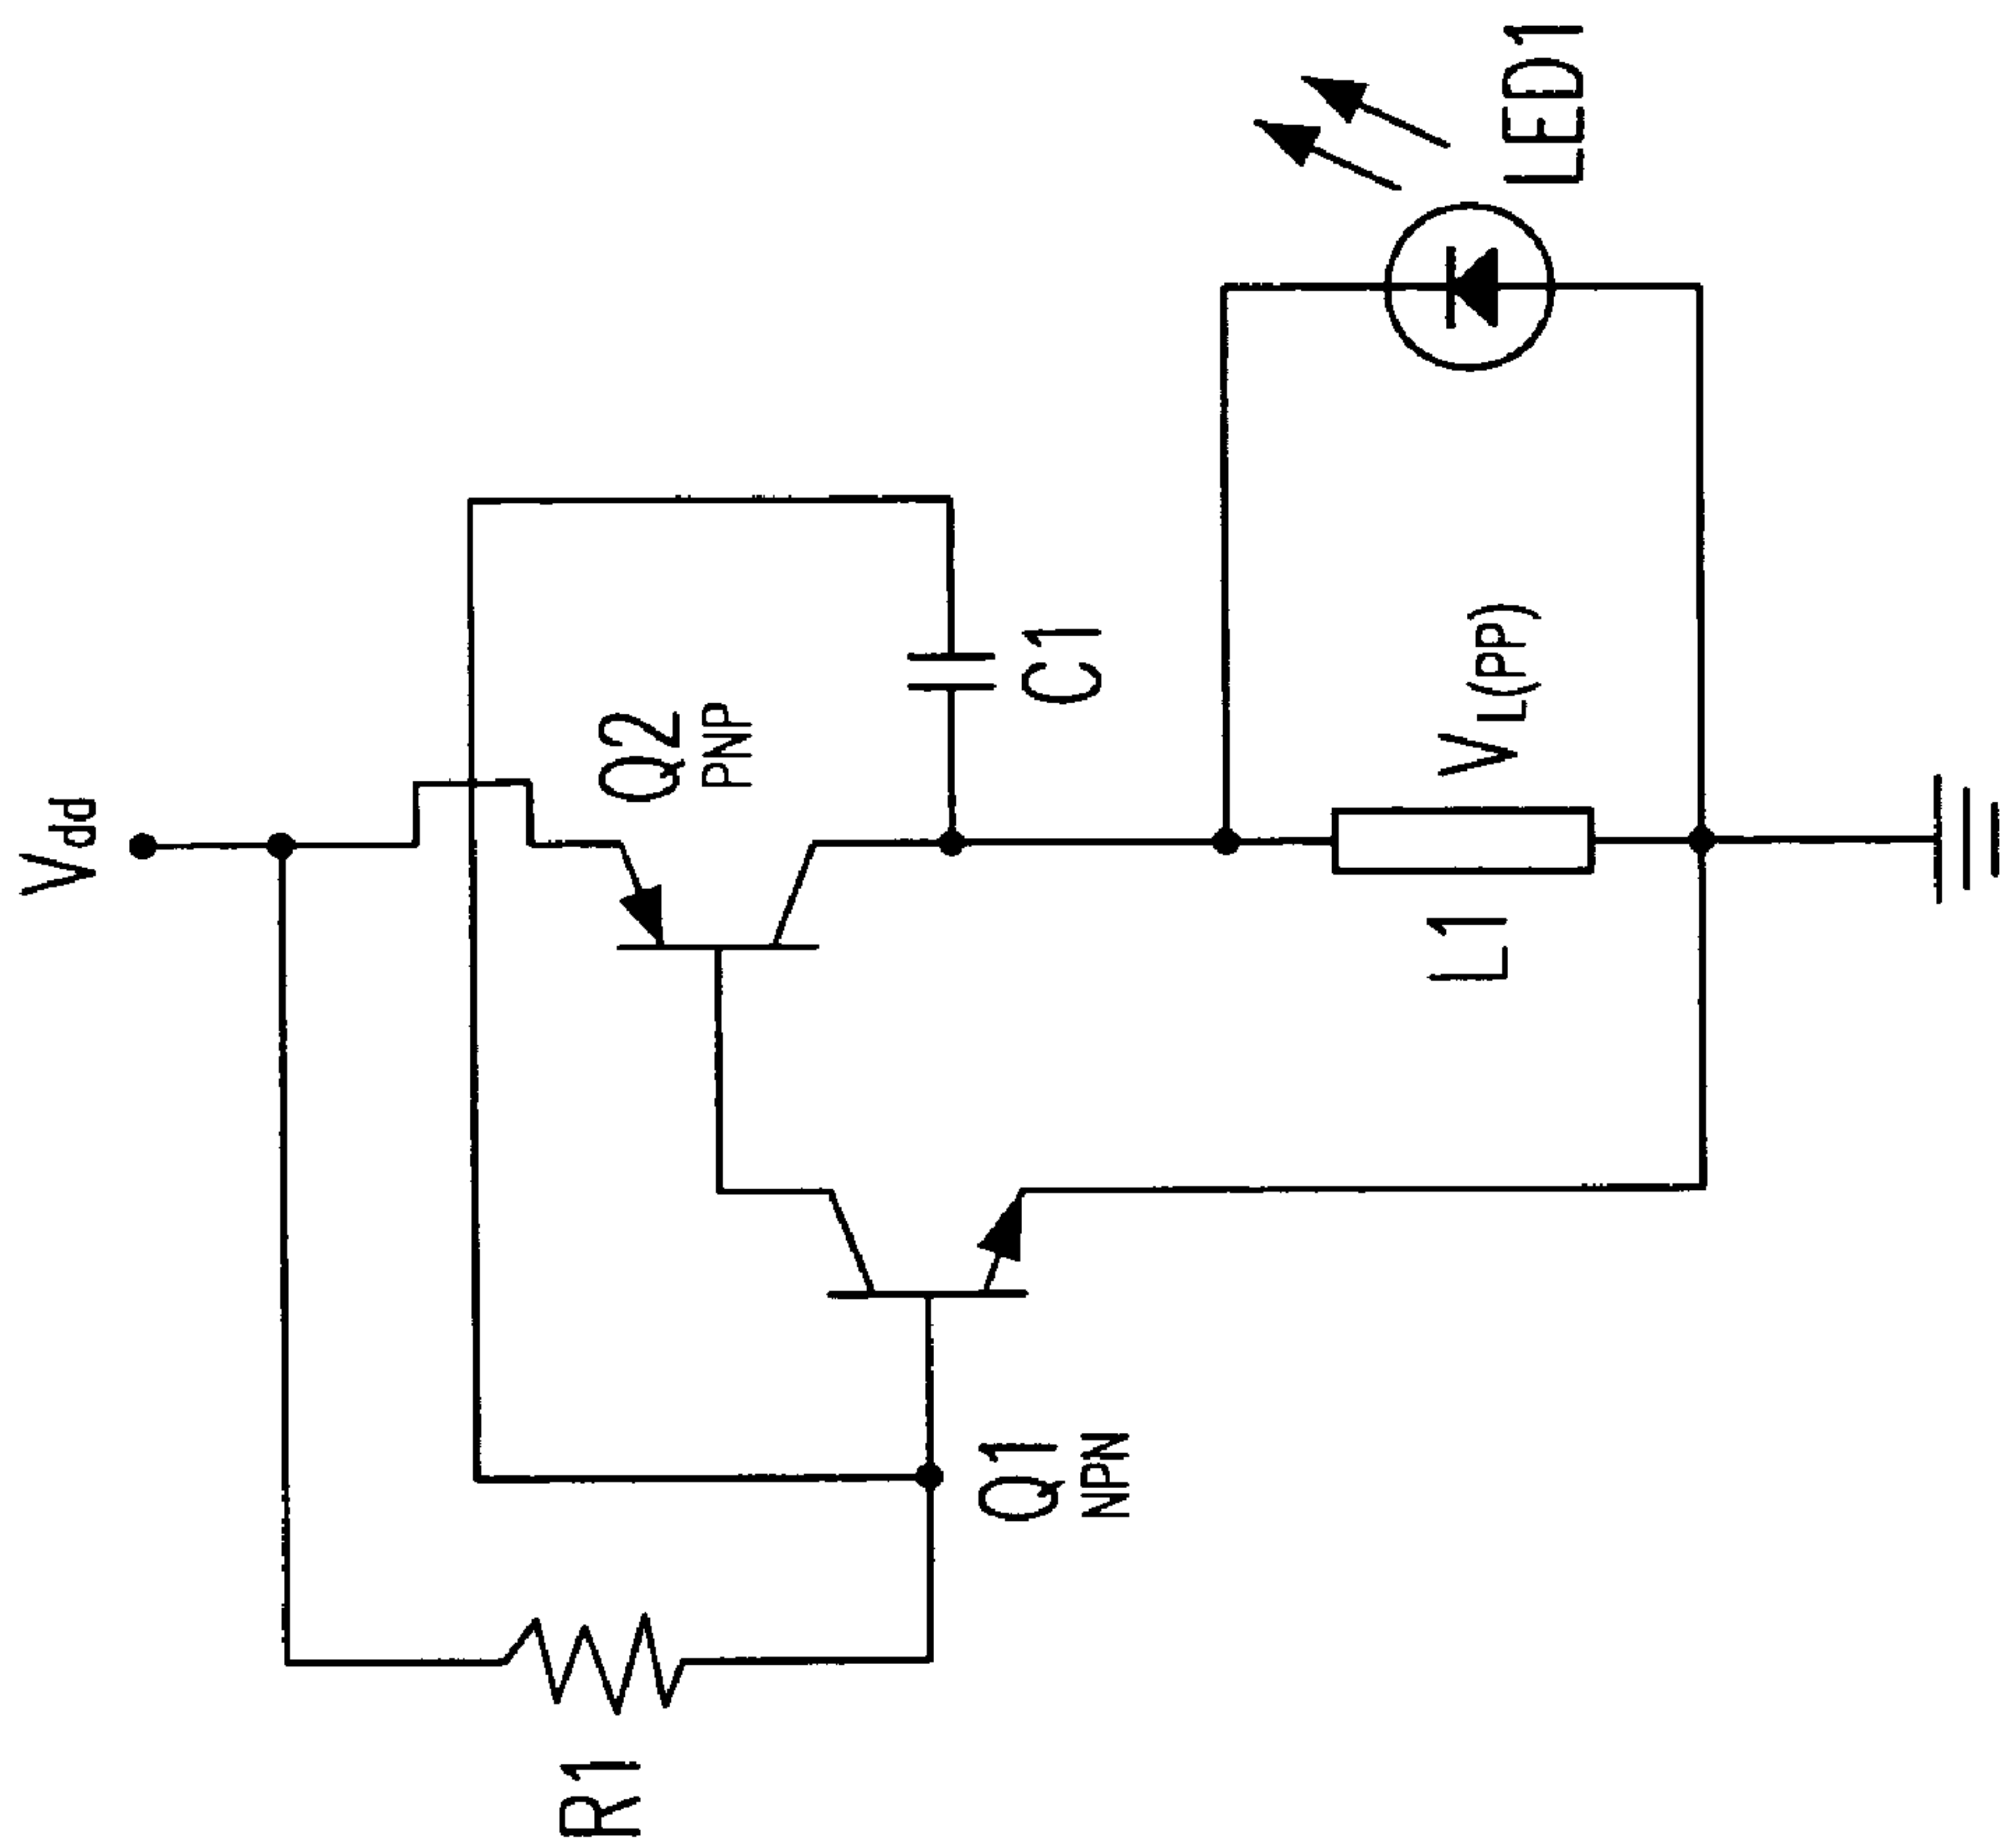 R1
Q1
NPN
Vdd
Q2
PNP
C1
L1
VL(PP)
LED1